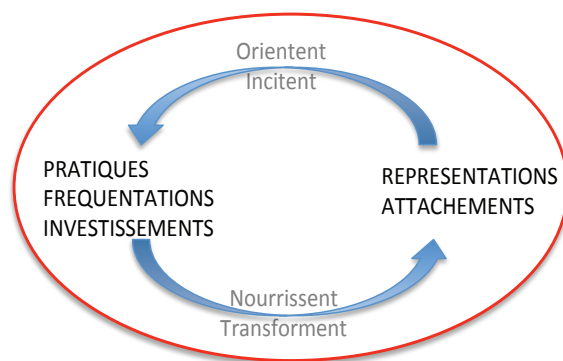 Orientent
Incitent
PRATIQUES
FREQUENTATIONS
INVESTISSEMENTS
REPRESENTATIONS
ATTACHEMENTS
Nourrissent
Transforment